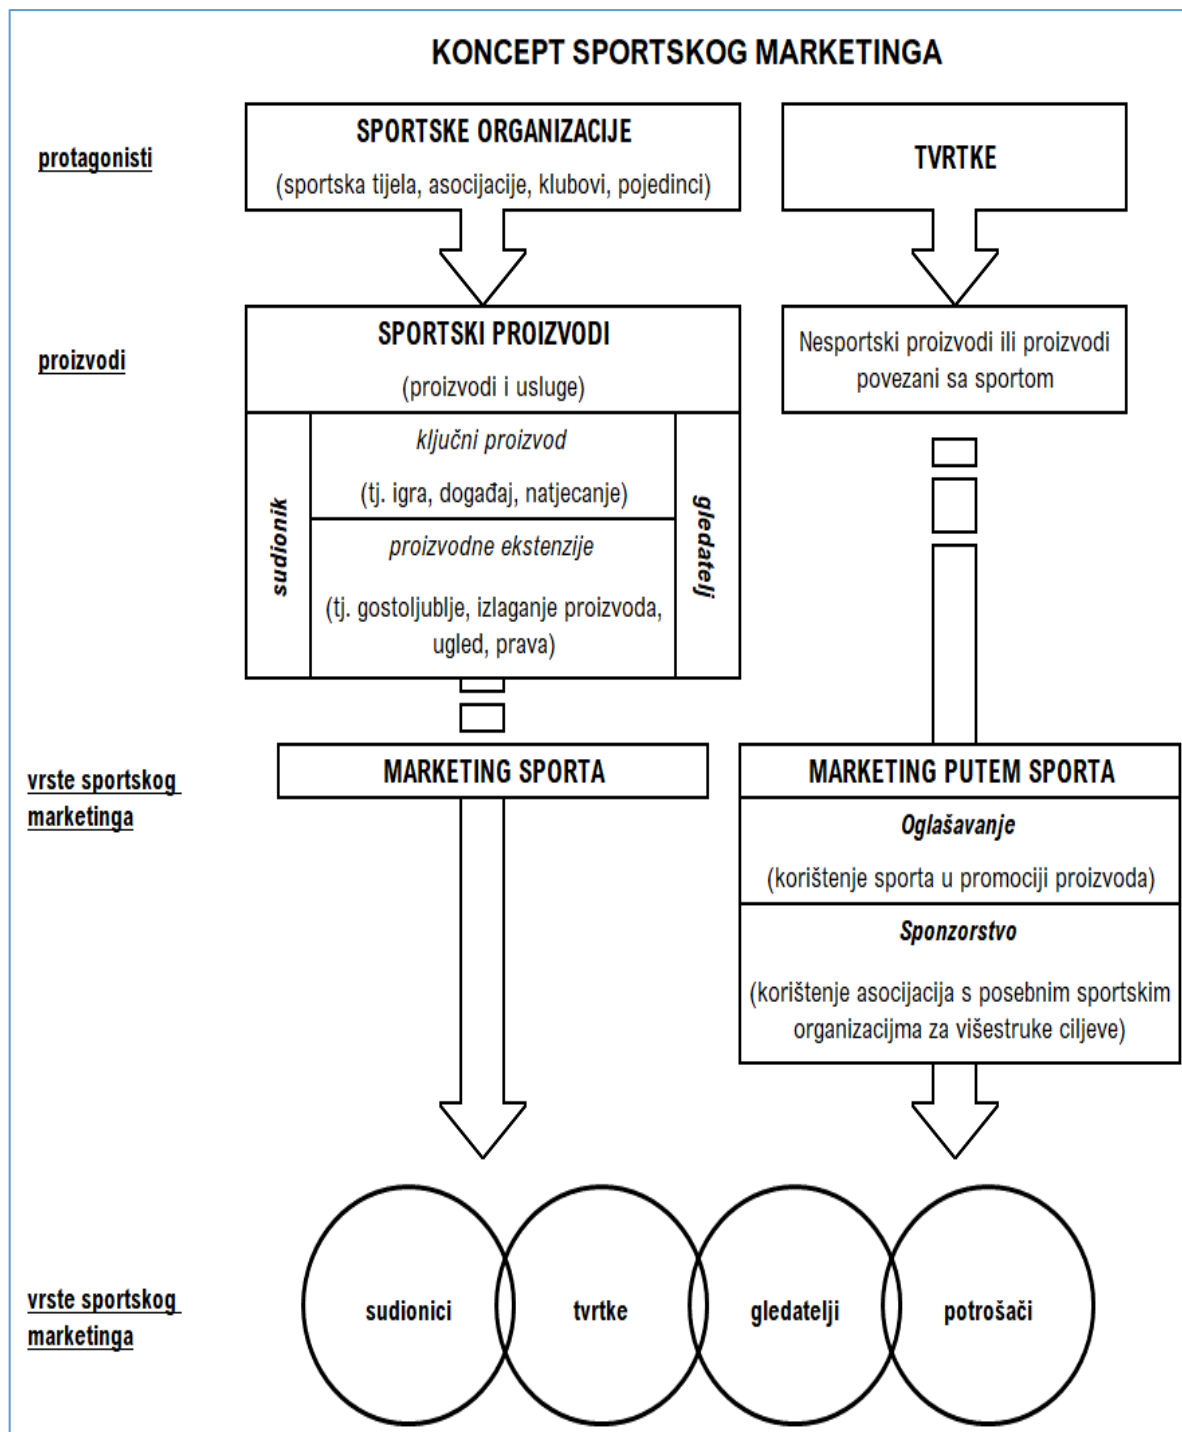 KONCEPT SPORTSKOG MARKETINGA
protagonisti
SPORTSKE ORGANIZACIJE
(sportska tijela, asocijacije, klubovi, pojedinci)
TVRTKE
proizvodi
SPORTSKI PROIZVODI
(proizvodi i usluge)
Nesportski proizvodi ili proizvodi
povezani sa sportom
sudionik
ključni proizvod
(tj. igra, događaj, natjecanje)
proizvodne ekstenzije
(tj. gostoljublje, izlaganje proizvoda,
ugled, prava)
gledatelj
vrste sportskog
marketinga
MARKETING SPORTA
MARKETING PUTEM SPORTA
Oglašavanje
(korištenje sporta u promociji proizvoda)
Sponzorstvo
(korištenje asocijacija s posebnim sportskim
organizacijma za višestruke ciljeve)
vrste sportskog
marketinga
sudionici
tvrtke
gledatelji
potrošači